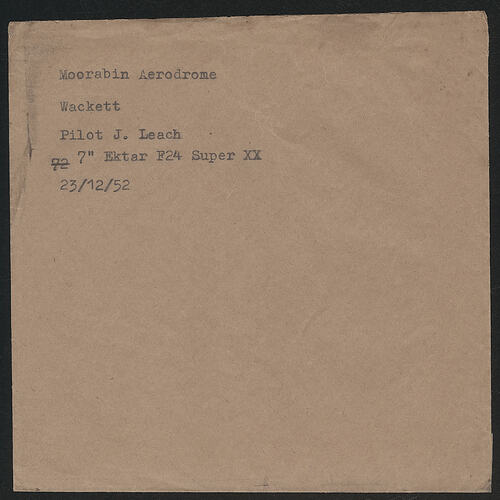 Moorabin Aerodrome
Wackett
Pilot J. Leach
72 7" Ektar F24 Super XX
23/12/52